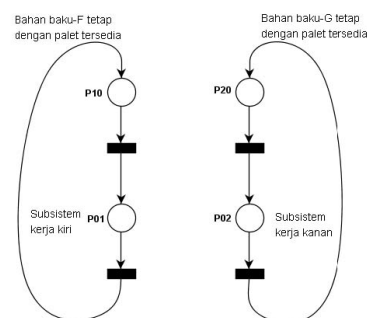 Bahan baku-F tetap
dengan palet tersedia
Bahan baku-G tetap
dengan palet tersedia
P10
P20
Subsistem
kerja kiri
P01
P02
Subsistem
kerja kanan